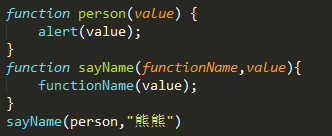 function person(value) {
    alert(value);
}
function sayName(functionName,value){
    functionName(value);
}
sayName(person,"熊熊")